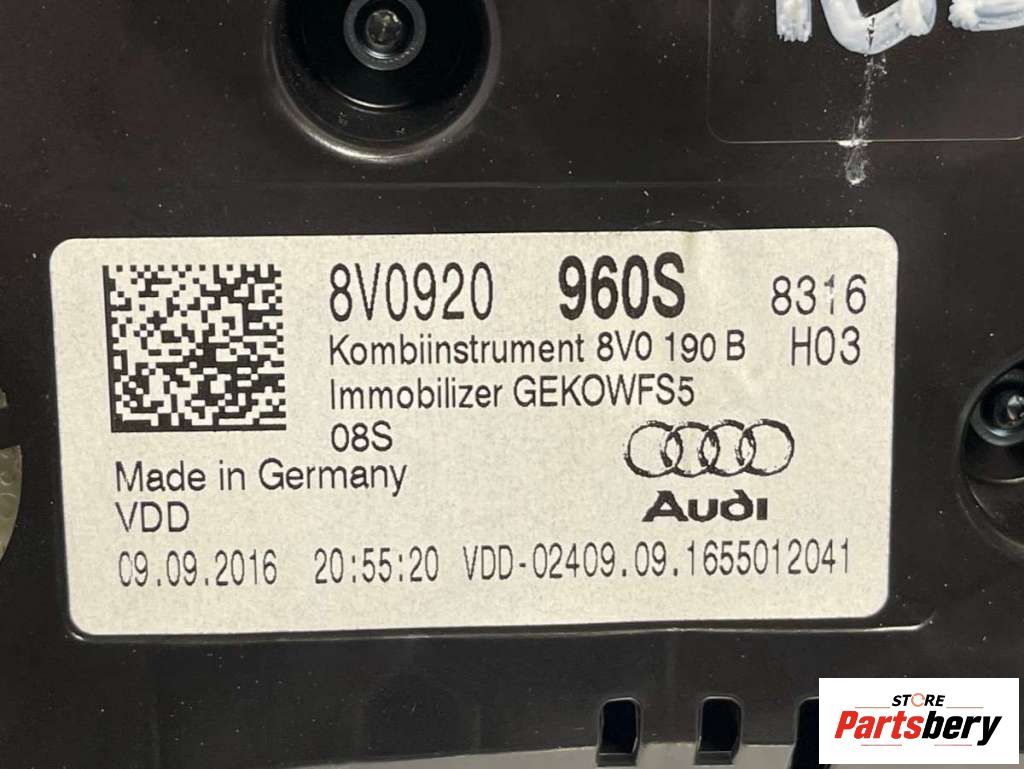 8V0920 960S 8316
Kombiinstrument 8V0 190 B H03
Immobilizer GEKOWFS5
08S
Made in Germany
Audi
VDD
09.09.2016 20:55:20 VDD-02409.09.1655012041
STORE
Partsbery